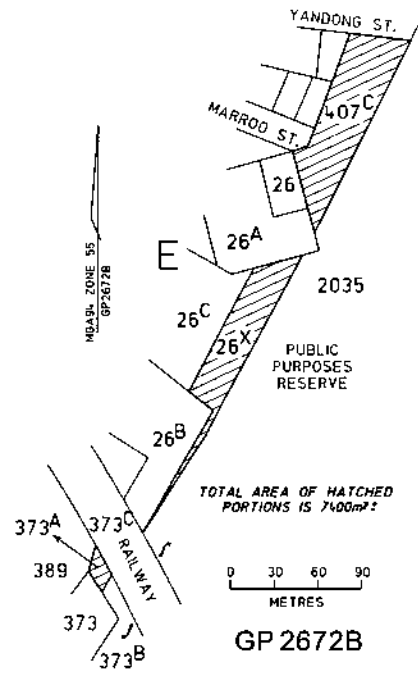 YANDONG ST.
407C
MARROO ST.
26
26A
E
MGA94 ZONE 55
GP2672B
2035
26C
26X
PUBLIC
PURPOSES
RESERVE
26B
TOTAL AREA OF HATCHED
PORTIONS IS 7400m²±
373A
373C
RAILWAY
389
373
373B
0 30 60 90
METRES
GP 2672B